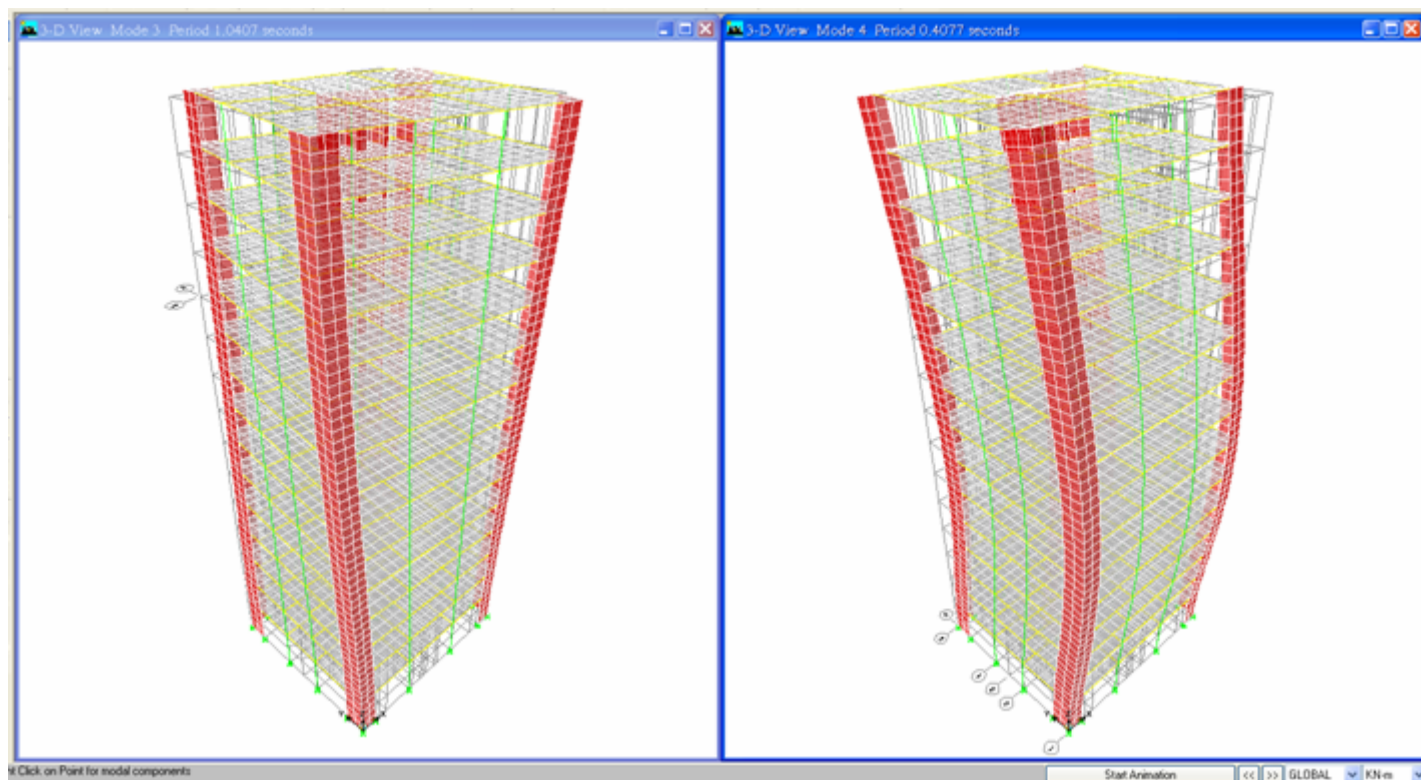 3-D View Mode 3 Period 1.0407 seconds
3-D View Mode 4 Period 0.4077 seconds
Y
X
Y
X
nt Click on Point for modal components
Start Animation
<< >> GLOBAL KN-m